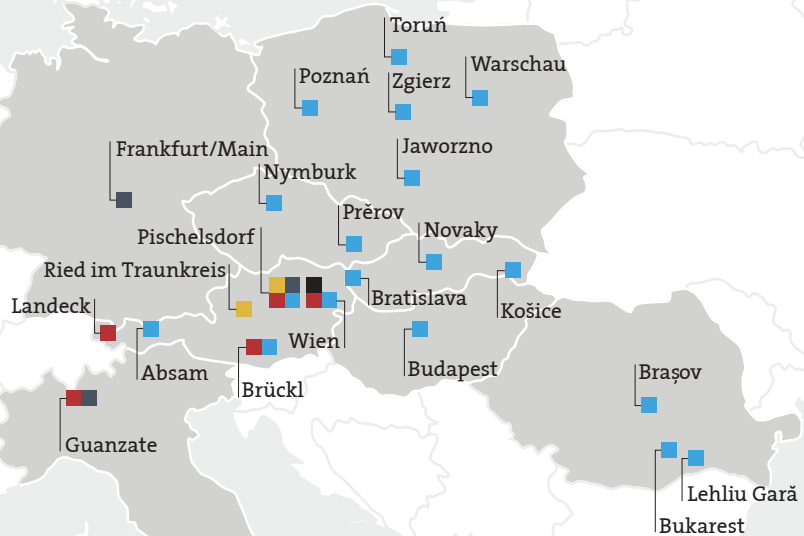 Toruń
Warschau
Poznań
Zgierz
Jaworzno
Frankfurt/Main
Nymburk
Prěrov
Novaky
Pischelsdorf
Ried im Traunkreis
Landeck
Bratislava
Košice
Wien
Absam
Budapest
Brückl
Brașov
Guanzate
Lehliu Gară
Bukarest